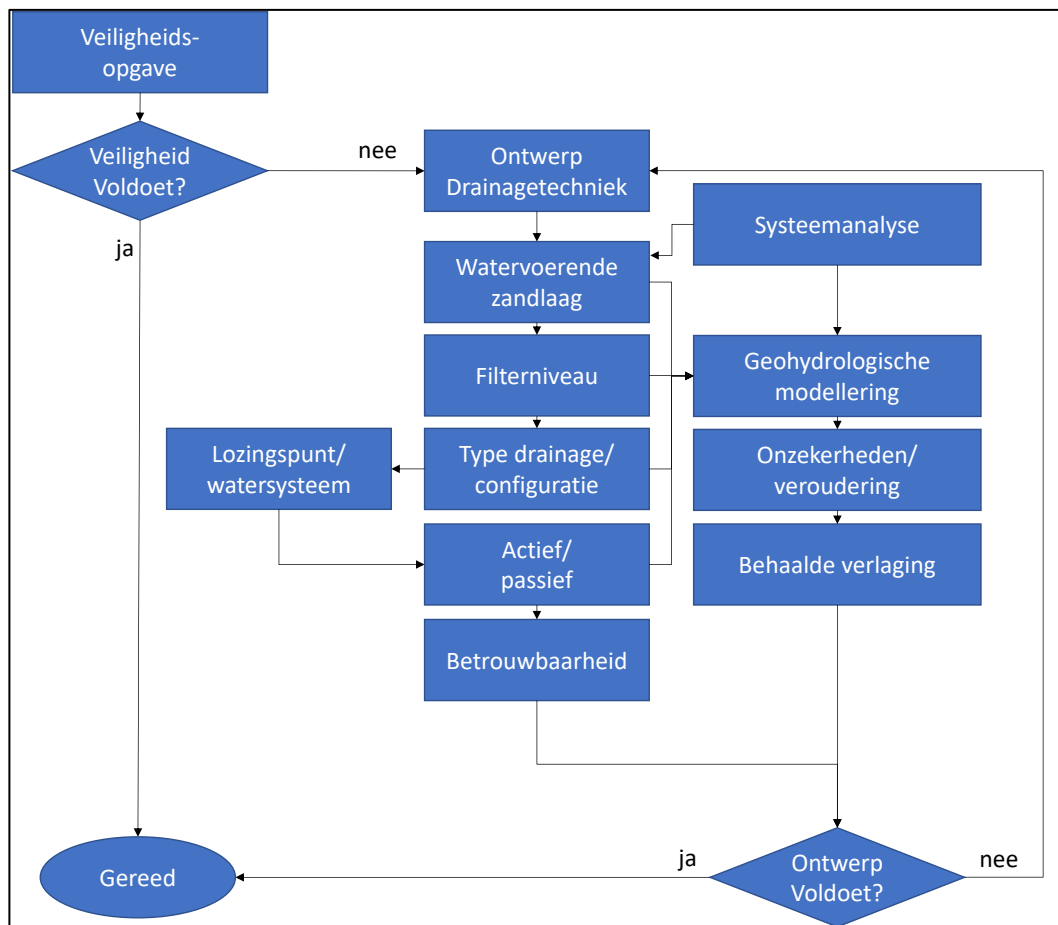 Veiligheids-
opgave
Veiligheid
Voldoet?
nee
ja
Ontwerp
Drainagetechniek
Systeemanalyse
Watervoerende
zandlaag
Filterniveau
Geohydrologische
modellering
Lozingspunt/
watersysteem
Type drainage/
configuratie
Onzekerheden/
veroudering
Actief/
passief
Behaalde verlaging
Betrouwbaarheid
Gereed
ja
Ontwerp
Voldoet?
nee